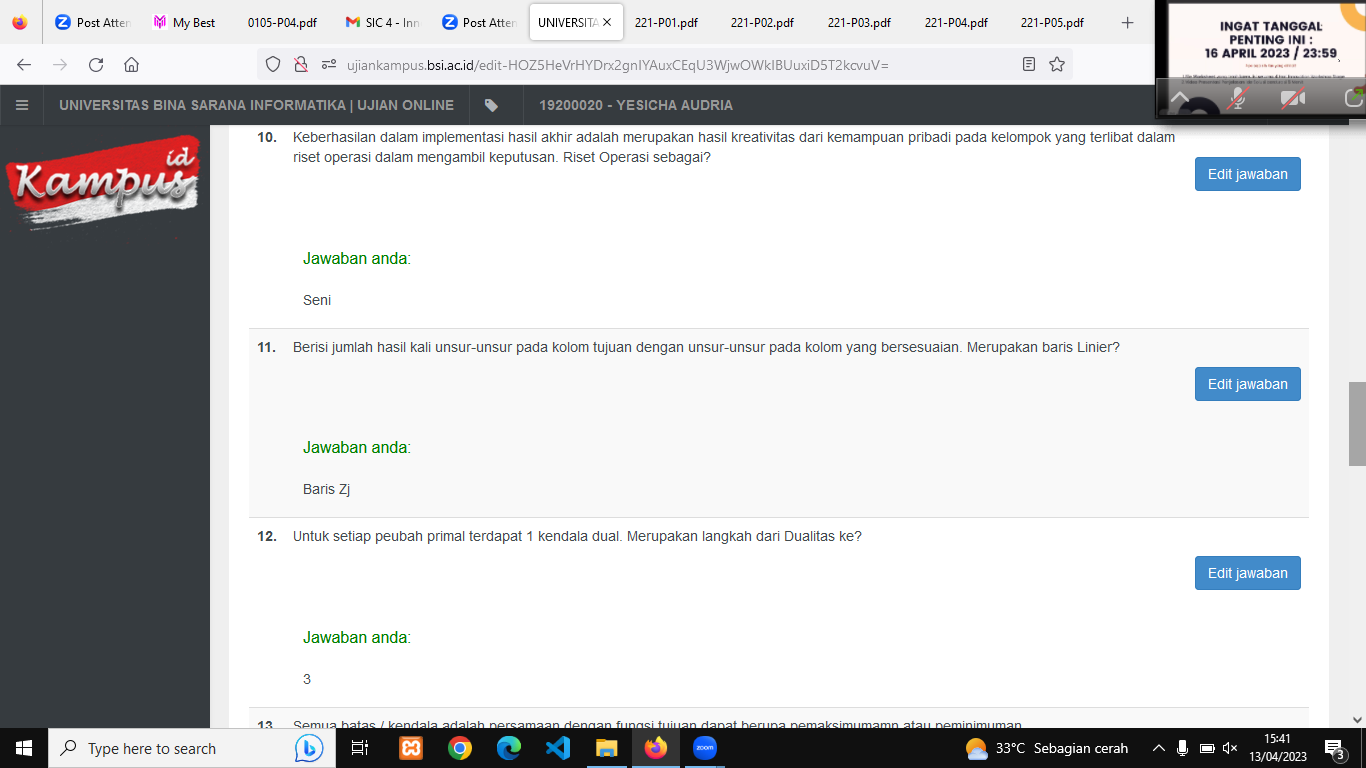 Post Atten
My Best
0105-P04.pdf
SIC 4 - Inn
Post Atten
UNIVERSITA
221-P01.pdf
221-P02.pdf
221-P03.pdf
221-P04.pdf
221-P05.pdf
INGAT TANGGAL
PENTING INI :
16 APRIL 2023 / 23:59
UNIVERSITAS BINA SARANA INFORMATIKA | UJIAN ONLINE
19200020 - YESICHA AUDRIA
Kampus id
10. Keberhasilan dalam implementasi hasil akhir adalah merupakan hasil kreativitas dari kemampuan pribadi pada kelompok yang terlibat dalam
riset operasi dalam mengambil keputusan. Riset Operasi sebagai?
Edit jawaban
Jawaban anda:
Seni
11. Berisi jumlah hasil kali unsur-unsur pada kolom tujuan dengan unsur-unsur pada kolom yang bersesuaian. Merupakan baris Linier?
Edit jawaban
Jawaban anda:
Baris Zj
12. Untuk setiap peubah primal terdapat 1 kendala dual. Merupakan langkah dari Dualitas ke?
Edit jawaban
Jawaban anda:
3
13. Semua batas / kendala adalah persamaan dengan fungsi tujuan dapat berupa pemaksimumamn atau peminimuman
Type here to search
zoom
33°C Sebagian cerah
15:41
13/04/2023
3